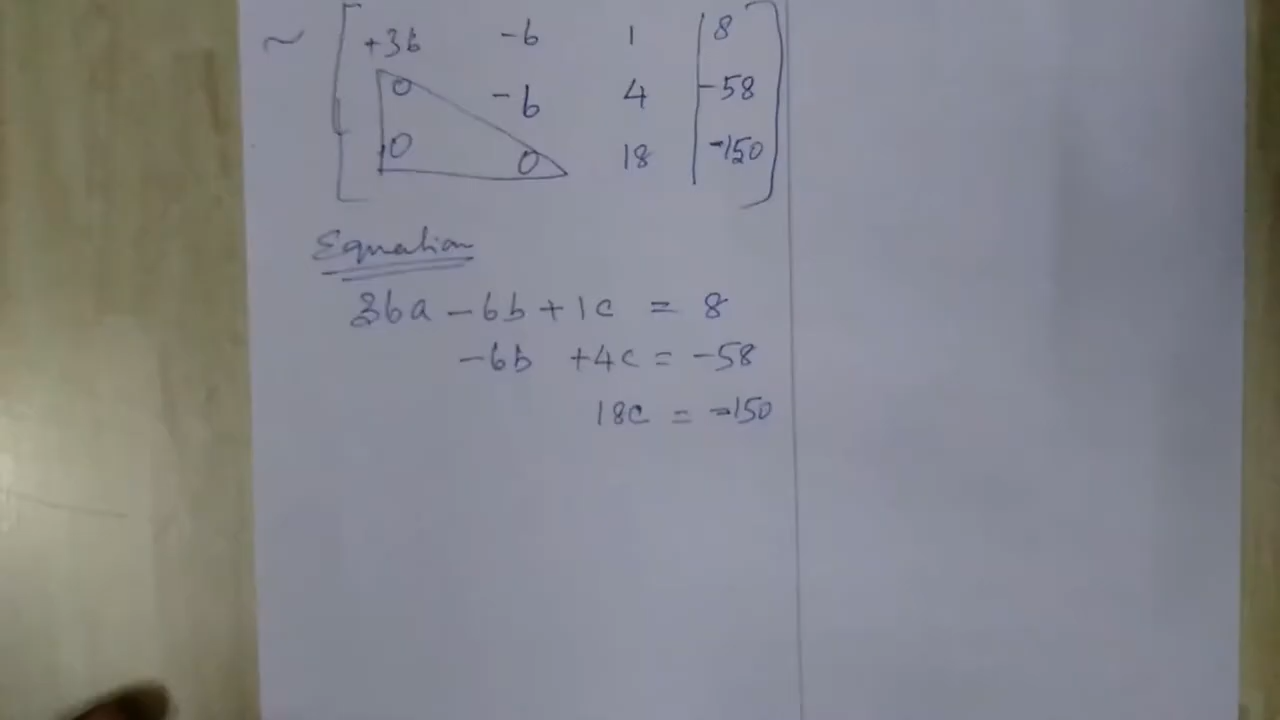 ~ [ +36 -6 1 | 8 ]
0 -6 4 | -58
0 0 18 | -150
Equation
36a - 6b + 1c = 8
-6b + 4c = -58
18c = -150